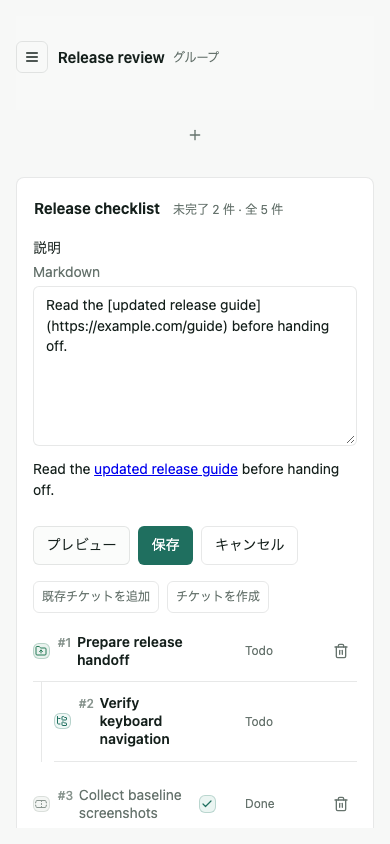 Release review グループ
Release checklist 未完了 2 件 · 全 5 件
説明
Markdown
Read the [updated release guide]
(https://example.com/guide) before handing
off.
Read the updated release guide before handing
off.
プレビュー 保存 キャンセル
既存チケットを追加 チケットを作成
#1 Prepare release Todo
handoff
#2 Verify
keyboard Todo
navigation
#3 Collect baseline Done
screenshots